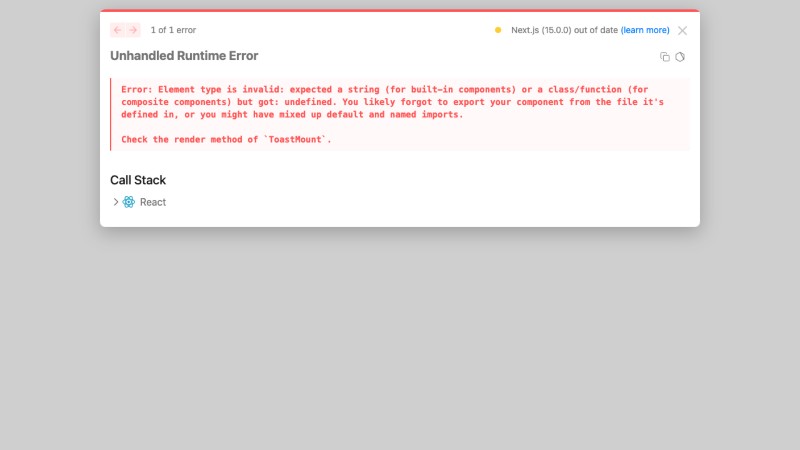 1 of 1 error
Next.js (15.0.0) out of date (learn more)
Unhandled Runtime Error
Error: Element type is invalid: expected a string (for built-in components) or a class/function (for
composite components) but got: undefined. You likely forgot to export your component from the file it's
defined in, or you might have mixed up default and named imports.
Check the render method of `ToastMount`.
Call Stack
React